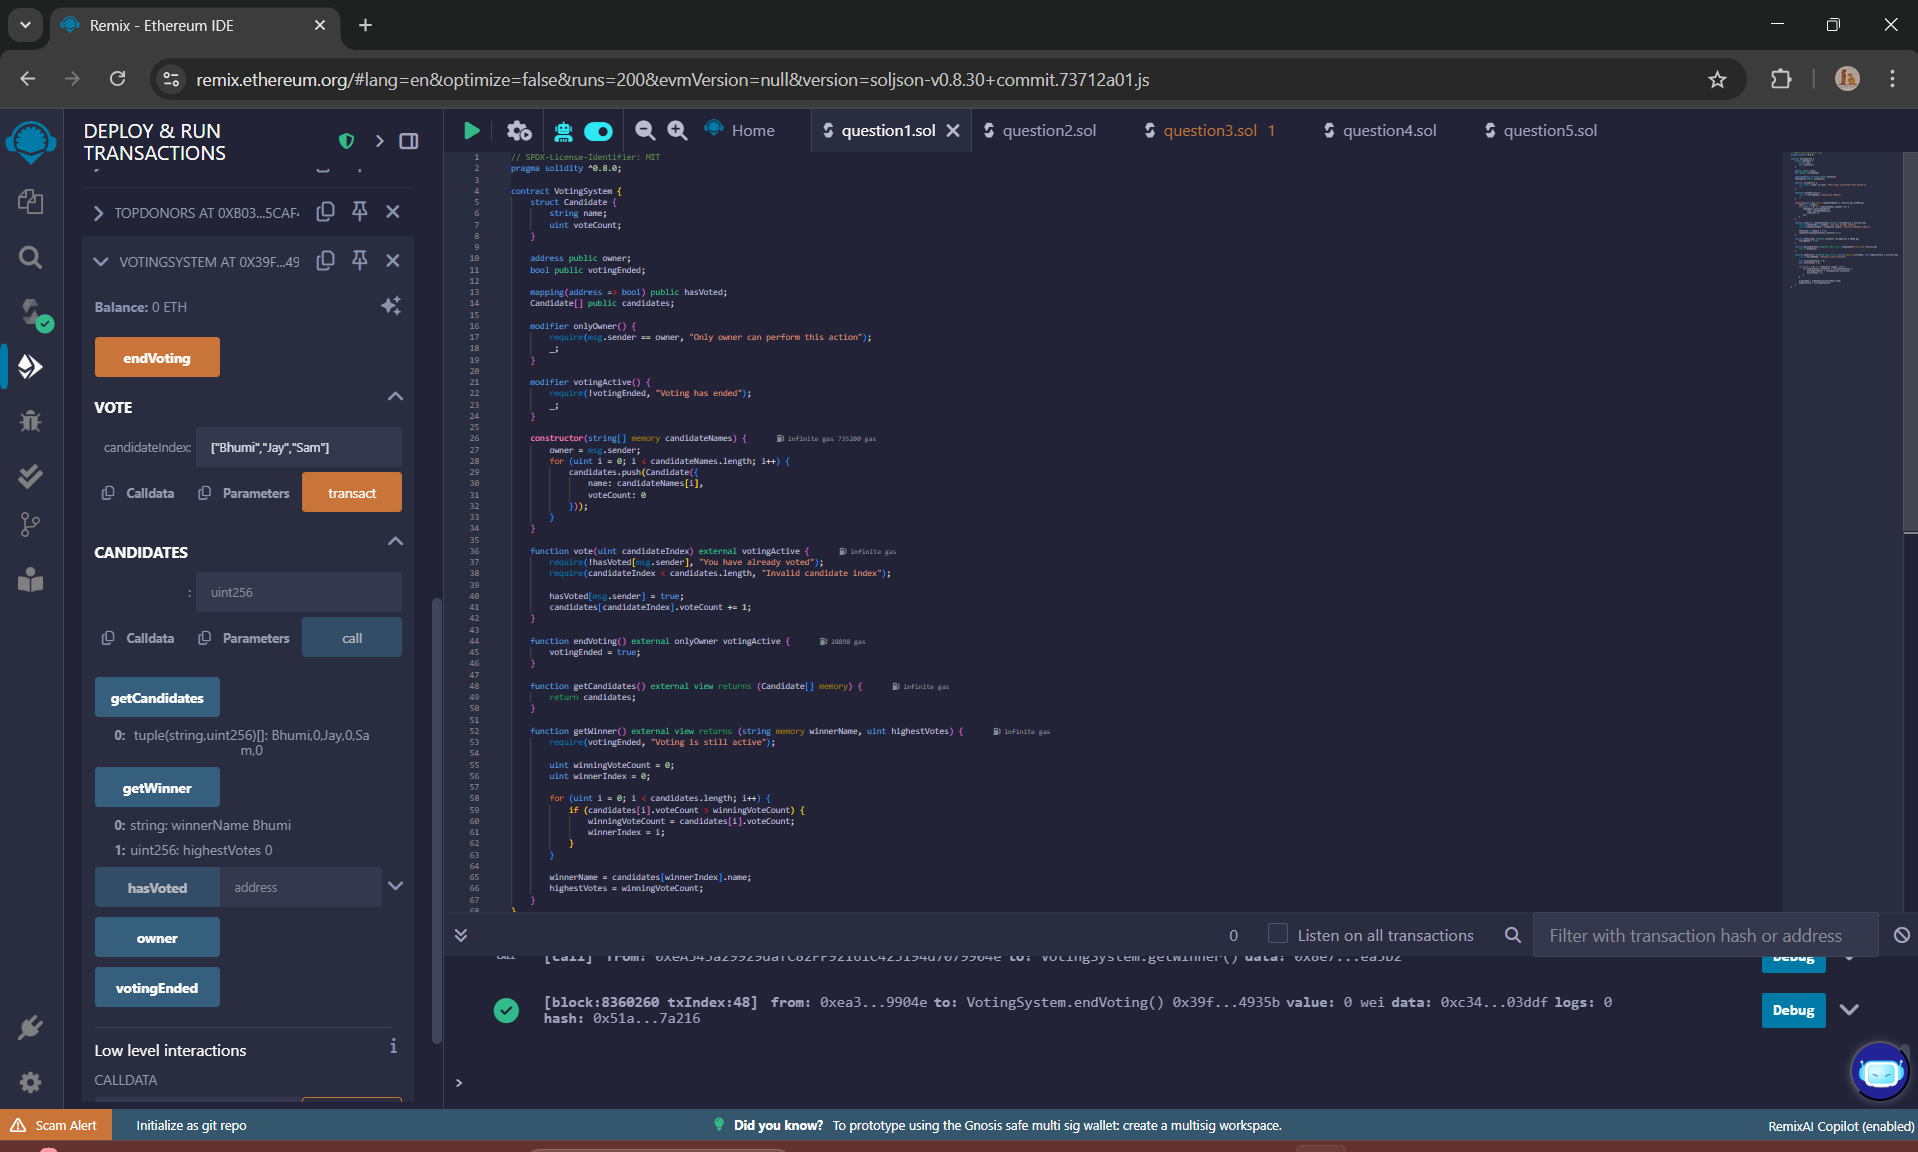 Remix - Ethereum IDE
remix.ethereum.org/#lang=en&optimize=false&runs=200&evmVersion=null&version=soljson-v0.8.30+commit.73712a01.js
DEPLOY & RUN
TRANSACTIONS
TOPDONORS AT 0XB03...5CAF
VOTINGSYSTEM AT 0X39F...49
Balance: 0 ETH
endVoting
VOTE
candidateIndex: ["Bhumi","Jay","Sam"]
Calldata Parameters transact
CANDIDATES
: uint256
Calldata Parameters call
getCandidates
0: tuple(string,uint256)[]: Bhumi,0,Jay,0,Sa
m,0
getWinner
0: string: winnerName Bhumi
1: uint256: highestVotes 0
hasVoted address
owner
votingEnded
Low level interactions i
CALLDATA
Home question1.sol question2.sol question3.sol 1 question4.sol question5.sol
1 // SPDX-License-Identifier: MIT
2 pragma solidity ^0.8.0;
3
4 contract VotingSystem {
5 struct Candidate {
6 string name;
7 uint voteCount;
8 }
9
10 address public owner;
11 bool public votingEnded;
12
13 mapping(address => bool) public hasVoted;
14 Candidate[] public candidates;
15
16 modifier onlyOwner() {
17 require(msg.sender == owner, "Only owner can perform this action");
18 _;
19 }
20
21 modifier votingActive() {
22 require(!votingEnded, "Voting has ended");
23 _;
24 }
25
26 constructor(string[] memory candidateNames) { infinite gas 735200 gas
27 owner = msg.sender;
28 for (uint i = 0; i < candidateNames.length; i++) {
29 candidates.push(Candidate({
30 name: candidateNames[i],
31 voteCount: 0
32 }));
33 }
34 }
35
36 function vote(uint candidateIndex) external votingActive { infinite gas
37 require(!hasVoted[msg.sender], "You have already voted");
38 require(candidateIndex < candidates.length, "Invalid candidate index");
39
40 hasVoted[msg.sender] = true;
41 candidates[candidateIndex].voteCount += 1;
42 }
43
44 function endVoting() external onlyOwner votingActive { 28898 gas
45 votingEnded = true;
46 }
47
48 function getCandidates() external view returns (Candidate[] memory) { infinite gas
49 return candidates;
50 }
51
52 function getWinner() external view returns (string memory winnerName, uint highestVotes) { infinite gas
53 require(votingEnded, "Voting is still active");
54
55 uint winningVoteCount = 0;
56 uint winnerIndex = 0;
57
58 for (uint i = 0; i < candidates.length; i++) {
59 if (candidates[i].voteCount > winningVoteCount) {
60 winningVoteCount = candidates[i].voteCount;
61 winnerIndex = i;
62 }
63 }
64
65 winnerName = candidates[winnerIndex].name;
66 highestVotes = winningVoteCount;
67 }
68 }
0 Listen on all transactions Filter with transaction hash or address
[call] from: 0xeA343a29929dafC82FF92161C425194d7079904e to: VotingSystem.getWinner() data: 0x8e7...ea5b2 Debug
[block:8360260 txIndex:48] from: 0xea3...9904e to: VotingSystem.endVoting() 0x39f...4935b value: 0 wei data: 0xc34...03ddf logs: 0
hash: 0x51a...7a216
Debug
>
Scam Alert Initialize as git repo Did you know? To prototype using the Gnosis safe multi sig wallet: create a multisig workspace. RemixAI Copilot (enabled)